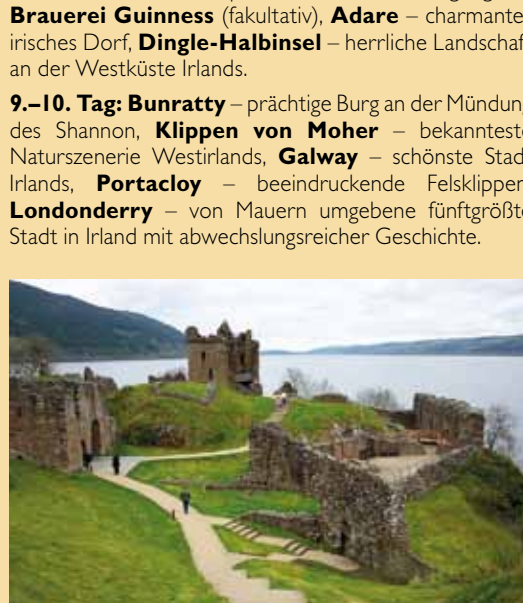 Brauerei Guinness (fakultativ), Adare – charmante
irisches Dorf, Dingle-Halbinsel – herrliche Landschaf
an der Westküste Irlands.
9.–10. Tag: Bunratty – prächtige Burg an der Mündun
des Shannon, Klippen von Moher – bekannteste
Naturszenerie Westirlands, Galway – schönste Stad
Irlands, Portacloy – beeindruckende Felsklippen
Londonderry – von Mauern umgebene fünftgrößte
Stadt in Irland mit abwechslungsreicher Geschichte.